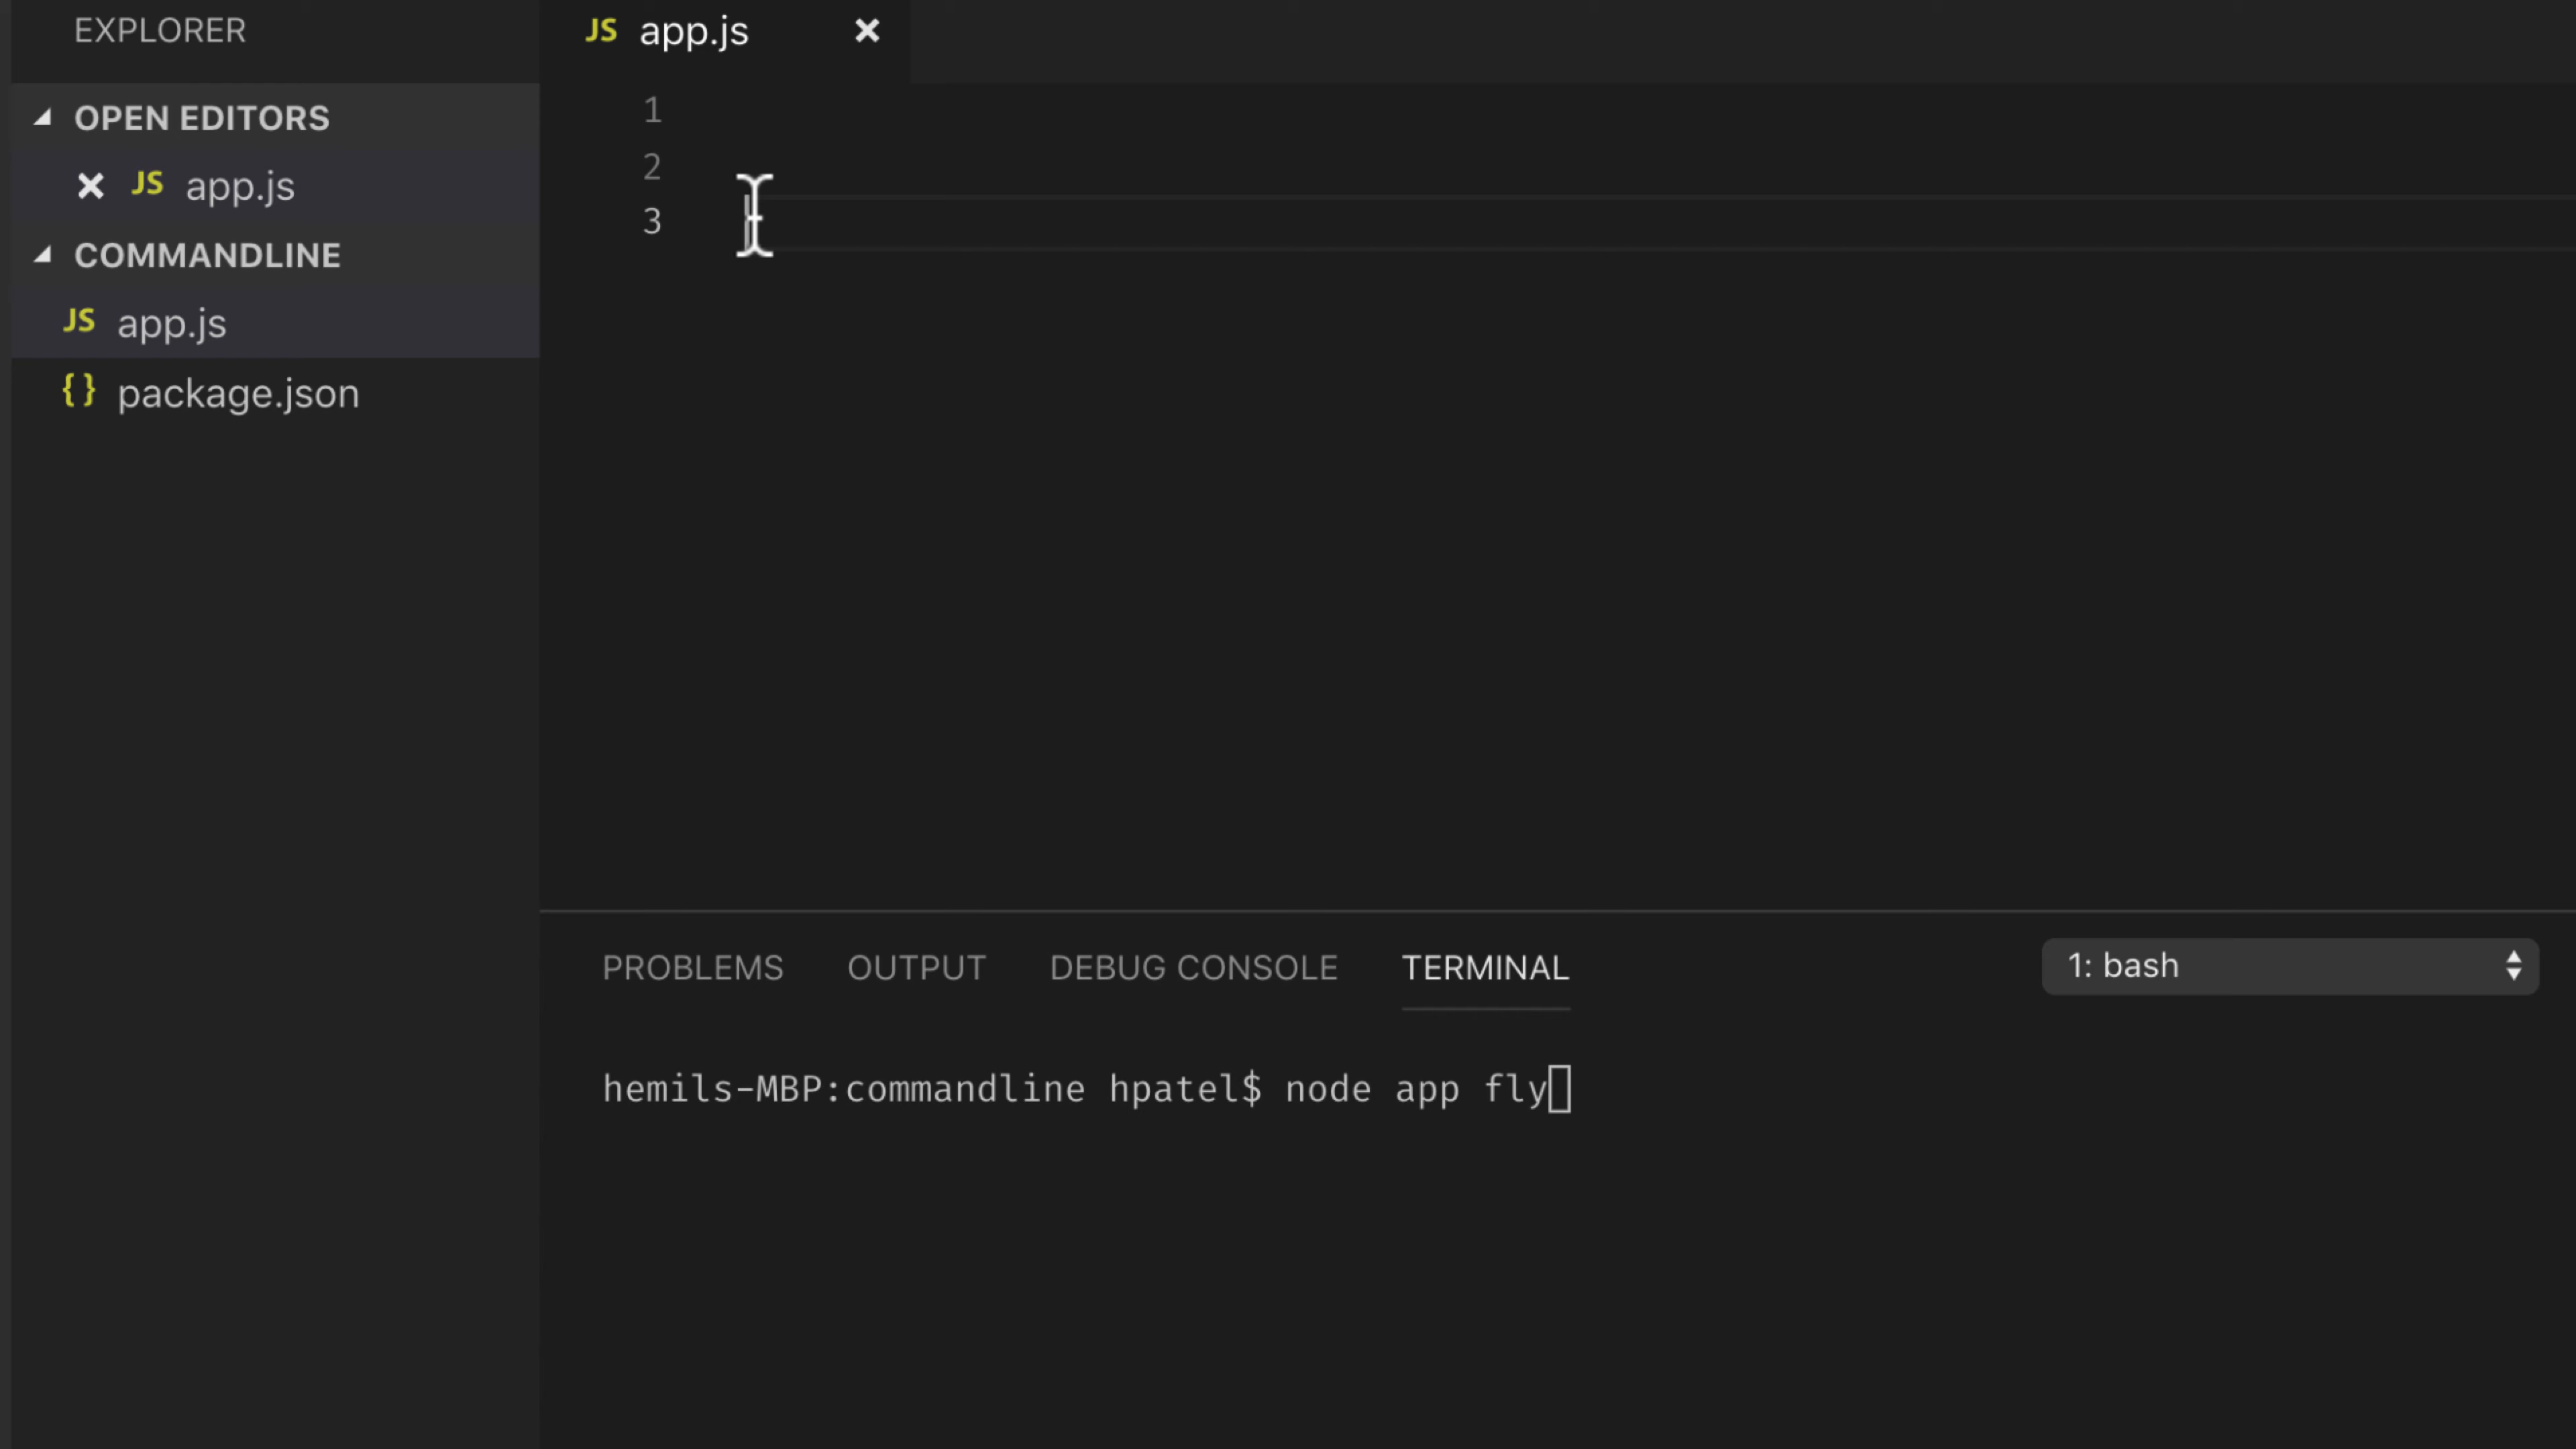 EXPLORER
OPEN EDITORS
JS app.js
COMMANDLINE
JS app.js
{ } package.json
JS app.js
1
2
3
PROBLEMS OUTPUT DEBUG CONSOLE TERMINAL 1: bash
hemils-MBP:commandline hpatel$ node app fly